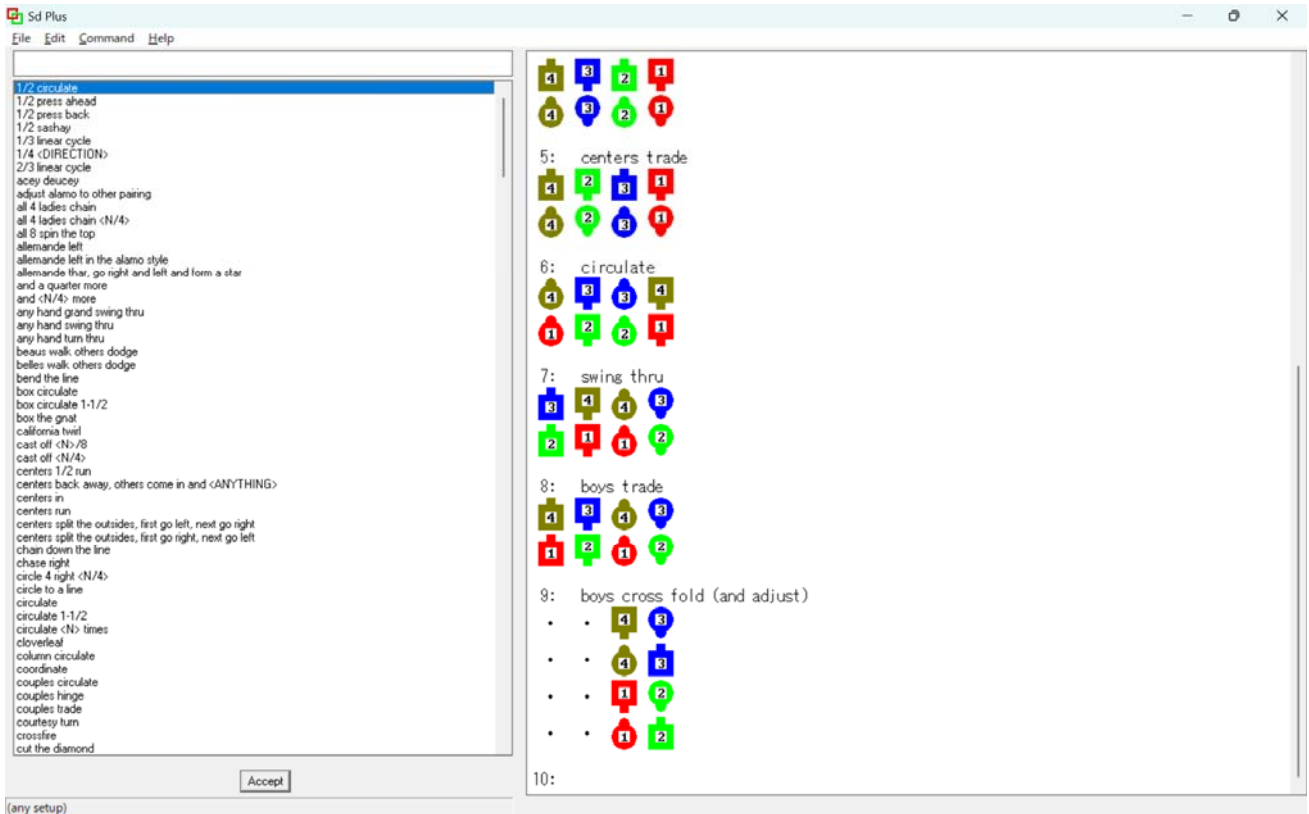 Sd Plus
File Edit Command Help
1/2 circulate
1/2 press ahead
1/2 press back
1/2 sashay
1/3 linear cycle
1/4 <DIRECTION>
2/3 linear cycle
acey deucey
adjust alamo to other pairing
all 4 ladies chain
all 4 ladies chain <N/4>
all 8 spin the top
allemande left
allemande left in the alamo style
allemande thar, go right and left and form a star
and a quarter more
and <N/4> more
any hand grand swing thru
any hand swing thru
any hand turn thru
beaus walk others dodge
belles walk others dodge
bend the line
box circulate
box circulate 1-1/2
box the gnat
california twirl
cast off <N>/8
cast off <N/4>
centers 1/2 run
centers back away, others come in and <ANYTHING>
centers in
centers run
centers split the outsides, first go left, next go right
centers split the outsides, first go right, next go left
chain down the line
chase right
circle 4 right <N/4>
circle to a line
circulate
circulate 1-1/2
circulate <N> times
cloverleaf
column circulate
coordinate
couples circulate
couples hinge
couples trade
courtesy turn
crossfire
cut the diamond
Accept
(any setup)
4 3 2 1
4 3 2 1
5: centers trade
4 2 3 1
4 2 3 1
6: circulate
4 3 3 4
1 2 2 1
7: swing thru
3 4 4 3
2 1 1 2
8: boys trade
4 3 4 3
1 2 1 2
9: boys cross fold (and adjust)
. . 4 3
. . 4 3
. . 1 2
. . 1 2
10: